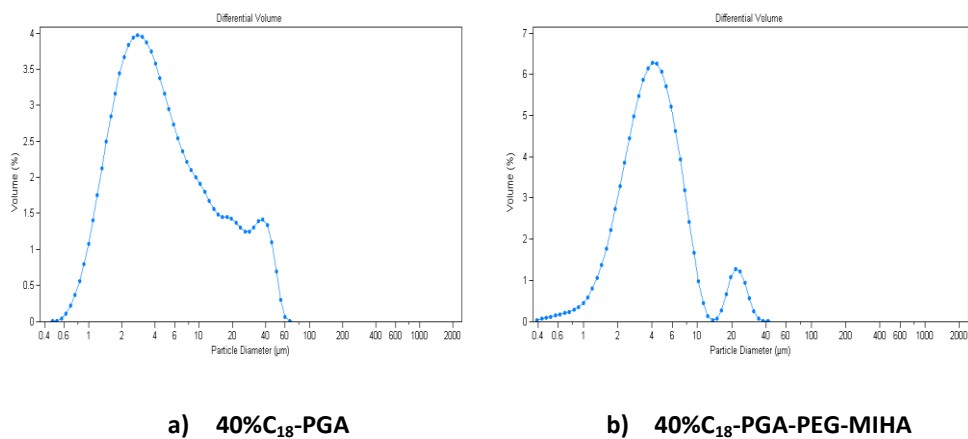 Differential Volume
4
3.5
3
2.5
2
1.5
1
0.5
0
Volume (%)
0.4 0.6 1 2 4 6 10 20 40 60 100 200 400 600 1000 2000
Particle Diameter (µm)
a) 40%C₁₈-PGA
Differential Volume
7
6
5
4
3
2
1
0
Volume (%)
0.4 0.6 1 2 4 6 10 20 40 60 100 200 400 600 1000 2000
Particle Diameter (µm)
b) 40%C₁₈-PGA-PEG-MIHA